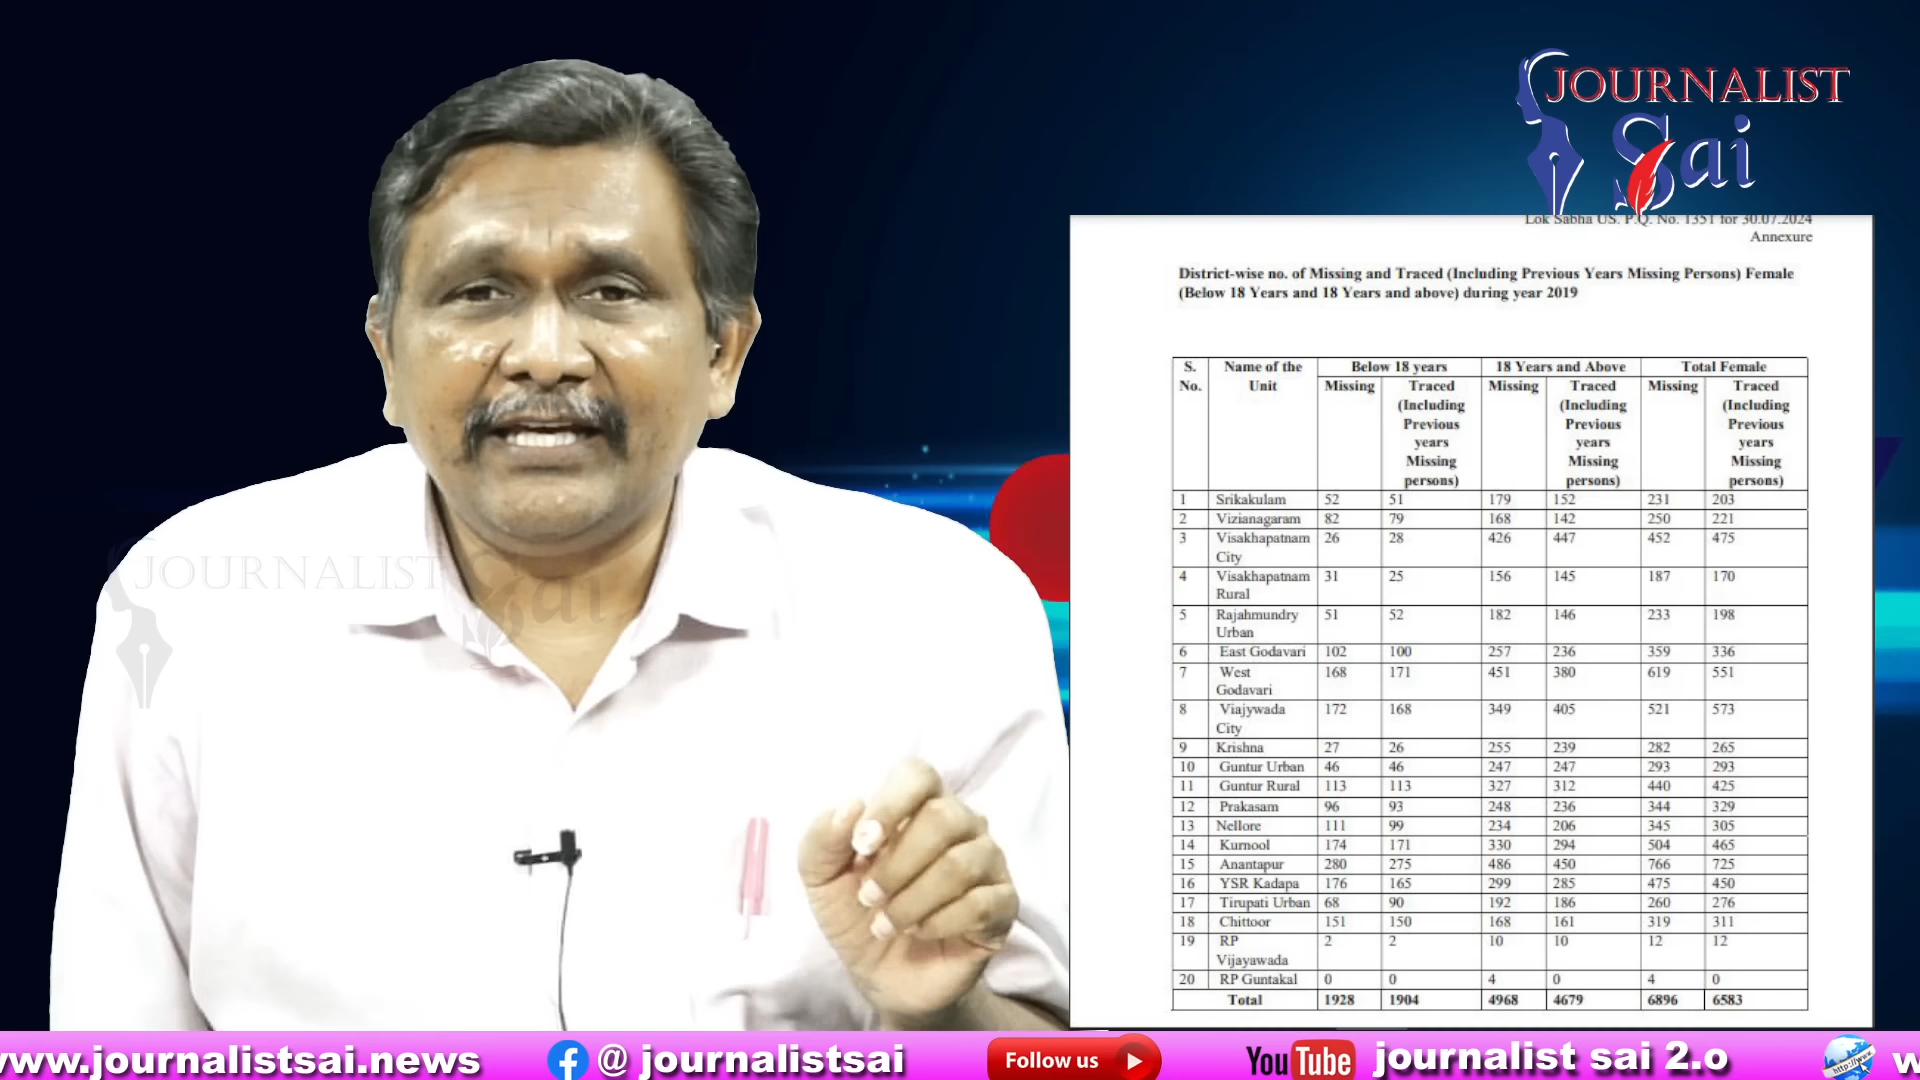 JOURNALIST
Sai
Lok Sabha US. P.Q. No. 1351 for 30.07.2024
Annexure
District-wise no. of Missing and Traced (Including Previous Years Missing Persons) Female
(Below 18 Years and 18 Years and above) during year 2019
S. No. Name of the Unit Below 18 years 18 Years and Above Total Female
Missing Traced (Including Previous years Missing persons) Missing Traced (Including Previous years Missing persons) Missing Traced (Including Previous years Missing persons)
1 Srikakulam 52 51 179 152 231 203
2 Vizianagaram 82 79 168 142 250 221
3 Visakhapatnam City 26 28 426 447 452 475
4 Visakhapatnam Rural 31 25 156 145 187 170
5 Rajahmundry Urban 51 52 182 146 233 198
6 East Godavari 102 100 257 236 359 336
7 West Godavari 168 171 451 380 619 551
8 Viajywada City 172 168 349 405 521 573
9 Krishna 27 26 255 239 282 265
10 Guntur Urban 46 46 247 247 293 293
11 Guntur Rural 113 113 327 312 440 425
12 Prakasam 96 93 248 236 344 329
13 Nellore 111 99 234 206 345 305
14 Kurnool 174 171 330 294 504 465
15 Anantapur 280 275 486 450 766 725
16 YSR Kadapa 176 165 299 285 475 450
17 Tirupati Urban 68 90 192 186 260 276
18 Chittoor 151 150 168 161 319 311
19 RP Vijayawada 2 2 10 10 12 12
20 RP Guntakal 0 0 4 0 4 0
Total 1928 1904 4968 4679 6896 6583
JOURNALIST
Sai
www.journalistsai.news @ journalistsai Follow us YouTube journalist sai 2.o http://www. w